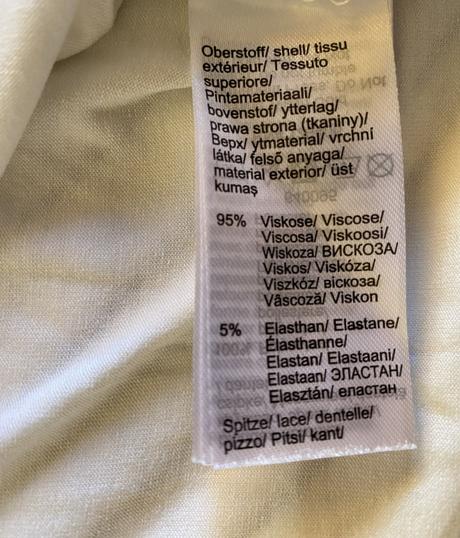 Oberstoff/ shell/ tissu
extérieur/ Tessuto
superiore/
Pintamateriaali/
bovenstof/ ytterlag/
prawa strona (tkaniny)/
Верх/ ytmaterial/ vrchní
látka/ felső anyaga/
material exterior/ üst
kumaş
95% Viskose/ Viscose/
Viscosa/ Viskoosi/
Wiskoza/ ВИСКОЗА/
Viskos/ Viskóza/
Viszkóz/ віскоза/
Vâscoză/ Viskon
5% Elasthan/ Elastane/
Élasthanne/
Elastan/ Elastaani/
Elastaan/ ЭЛАСТАН/
Elasztán/ еластан
Spitze/ lace/ dentelle/
pizzo/ Pitsi/ kant/